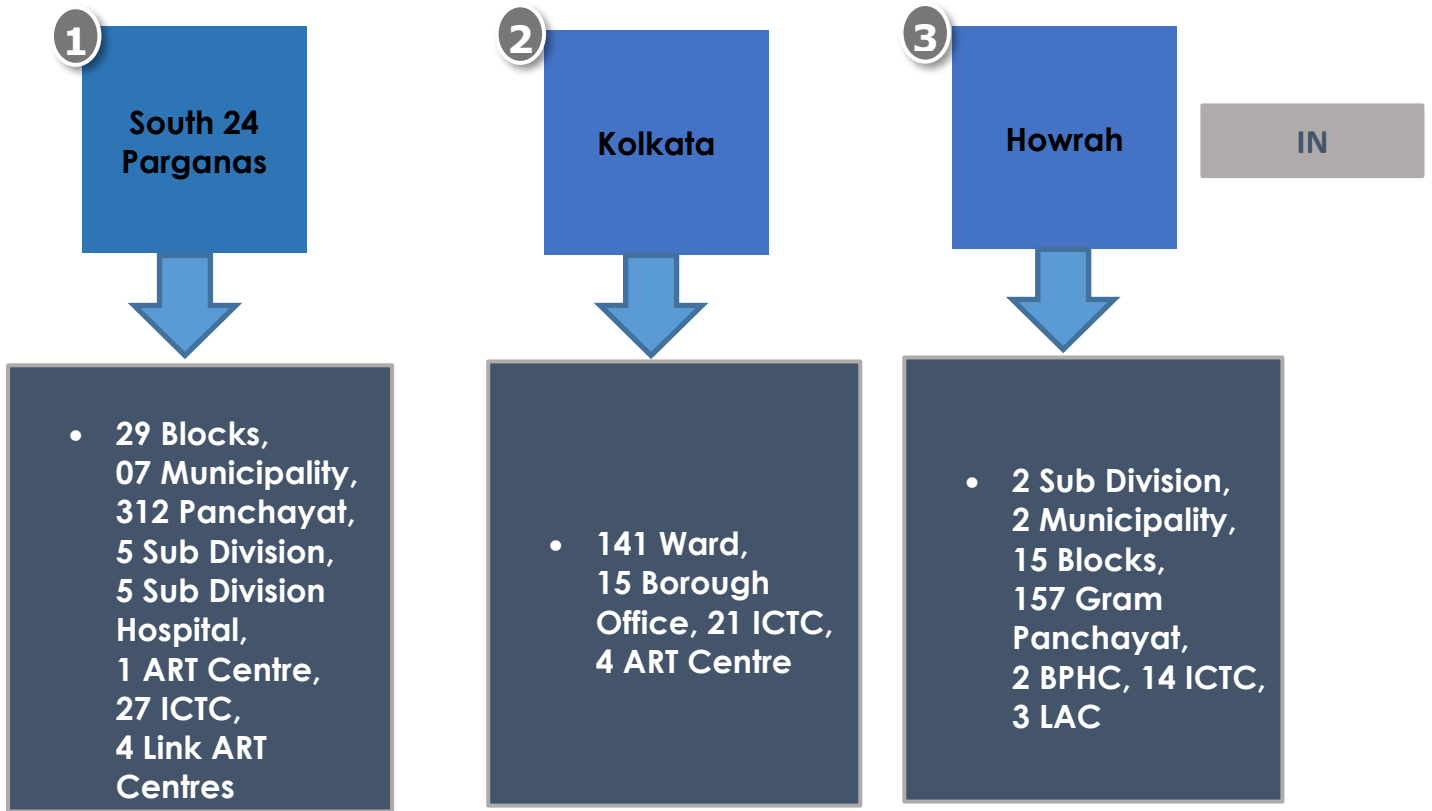 1
South 24
Parganas
2
Kolkata
3
Howrah
IN
• 29 Blocks,
07 Municipality,
312 Panchayat,
5 Sub Division,
5 Sub Division
Hospital,
1 ART Centre,
27 ICTC,
4 Link ART
Centres
• 141 Ward,
15 Borough
Office, 21 ICTC,
4 ART Centre
• 2 Sub Division,
2 Municipality,
15 Blocks,
157 Gram
Panchayat,
2 BPHC, 14 ICTC,
3 LAC